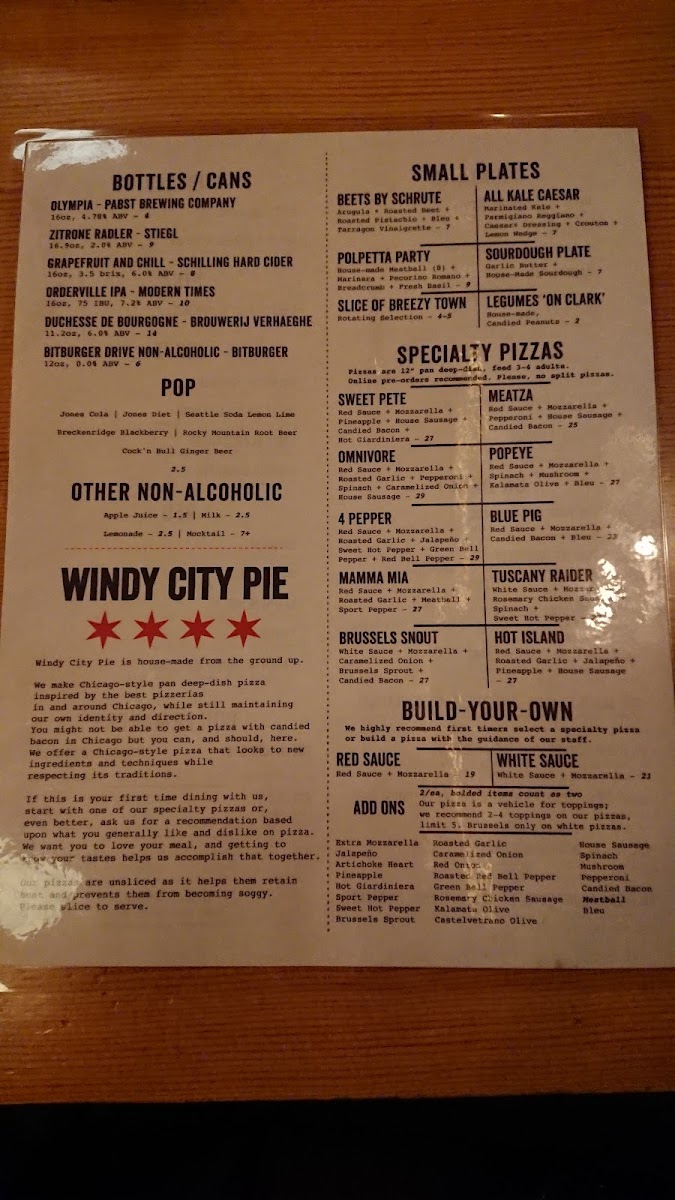 BOTTLES / CANS
OLYMPIA - PABST BREWING COMPANY
16oz, 4.78% ABV - 4
ZITRONE RADLER - STIEGL
16.9oz, 2.0% ABV - 9
GRAPEFRUIT AND CHILL - SCHILLING HARD CIDER
16oz, 3.5 brix, 6.0% ABV - 8
ORDERVILLE IPA - MODERN TIMES
16oz, 75 IBU, 7.2% ABV - 10
DUCHESSE DE BOURGOGNE - BROUWERIJ VERHAEGHE
11.2oz, 6.0% ABV - 14
BITBURGER DRIVE NON-ALCOHOLIC - BITBURGER
12oz, 0.0% ABV - 6
POP
Jones Cola | Jones Diet | Seattle Soda Lemon Lime
Breckenridge Blackberry | Rocky Mountain Root Beer
Cock'n Bull Ginger Beer
2.5
OTHER NON-ALCOHOLIC
Apple Juice - 1.5 | Milk - 2.5
Lemonade - 2.5 | Mocktail - 7+
WINDY CITY PIE
Windy City Pie is house-made from the ground up.
We make Chicago-style pan deep-dish pizza
inspired by the best pizzerias
in and around Chicago, while still maintaining
our own identity and direction.
You might not be able to get a pizza with candied
bacon in Chicago but you can, and should, here.
We offer a Chicago-style pizza that looks to new
ingredients and techniques while
respecting its traditions.
If this is your first time dining with us,
start with one of our specialty pizzas or,
even better, ask us for a recommendation based
upon what you generally like and dislike on pizza.
We want you to love your meal, and getting to
know your tastes helps us accomplish that together.
Our pizzas are unsliced as it helps them retain
heat and prevents them from becoming soggy.
Please slice to serve.
SMALL PLATES
BEETS BY SCHRUTE
Arugula + Roasted Beet +
Roasted Pistachio + Bleu +
Tarragon Vinaigrette - 7
ALL KALE CAESAR
Marinated Kale +
Parmigiano Reggiano +
Caesar Dressing + Crouton +
Lemon Wedge - 7
POLPETTA PARTY
House-made Meatball (8) +
Marinara + Pecorino Romano +
Breadcrumb + Fresh Basil - 9
SOURDOUGH PLATE
Garlic Butter +
House-Made Sourdough - 7
SLICE OF BREEZY TOWN
Rotating Selection - 4-5
LEGUMES 'ON CLARK'
House-made,
Candied Peanuts - 2
SPECIALTY PIZZAS
Pizzas are 12" pan deep-dish, feed 3-4 adults.
Online pre-orders recommended. Please, no split pizzas.
SWEET PETE
Red Sauce + Mozzarella +
Pineapple + House Sausage +
Candied Bacon +
Hot Giardiniera - 27
MEATZA
Red Sauce + Mozzarella +
Pepperoni + House Sausage +
Candied Bacon - 25
OMNIVORE
Red Sauce + Mozzarella +
Roasted Garlic + Pepperoni +
Spinach + Caramelized Onion +
House Sausage - 29
POPEYE
Red Sauce + Mozzarella +
Spinach + Mushroom +
Kalamata Olive + Bleu - 27
4 PEPPER
Red Sauce + Mozzarella +
Roasted Garlic + Jalapeño +
Sweet Hot Pepper + Green Bell
Pepper + Red Bell Pepper - 29
BLUE PIG
Red Sauce + Mozzarella +
Candied Bacon + Bleu -
MAMMA MIA
Red Sauce + Mozzarella +
Roasted Garlic + Meatball +
Sport Pepper - 27
TUSCANY RAIDER
White Sauce +
Rosemary Chicken
Spinach +
Sweet Hot Pepper -
BRUSSELS SNOUT
White Sauce + Mozzarella +
Caramelized Onion +
Brussels Sprout +
Candied Bacon - 27
HOT ISLAND
Red Sauce + Mozzarella +
Roasted Garlic + Jalapeño +
Pineapple + House Sausage
- 27
BUILD-YOUR-OWN
We highly recommend first timers select a specialty pizza
or build a pizza with the guidance of our staff.
RED SAUCE
Red Sauce + Mozzarella - 19
WHITE SAUCE
White Sauce + Mozzarella - 21
ADD ONS
2/ea, bolded items count as two
Our pizza is a vehicle for toppings;
we recommend 2-4 toppings on our pizzas,
limit 5. Brussels only on white pizzas.
Extra Mozzarella
Jalapeño
Artichoke Heart
Pineapple
Hot Giardiniera
Sport Pepper
Sweet Hot Pepper
Brussels Sprout
Roasted Garlic
Caramelized Onion
Red Onion
Roasted Red Bell Pepper
Green Bell Pepper
Rosemary Chicken Sausage
Kalamata Olive
Castelvetrano Olive
House Sausage
Spinach
Mushroom
Pepperoni
Candied Bacon
Meatball
Bleu